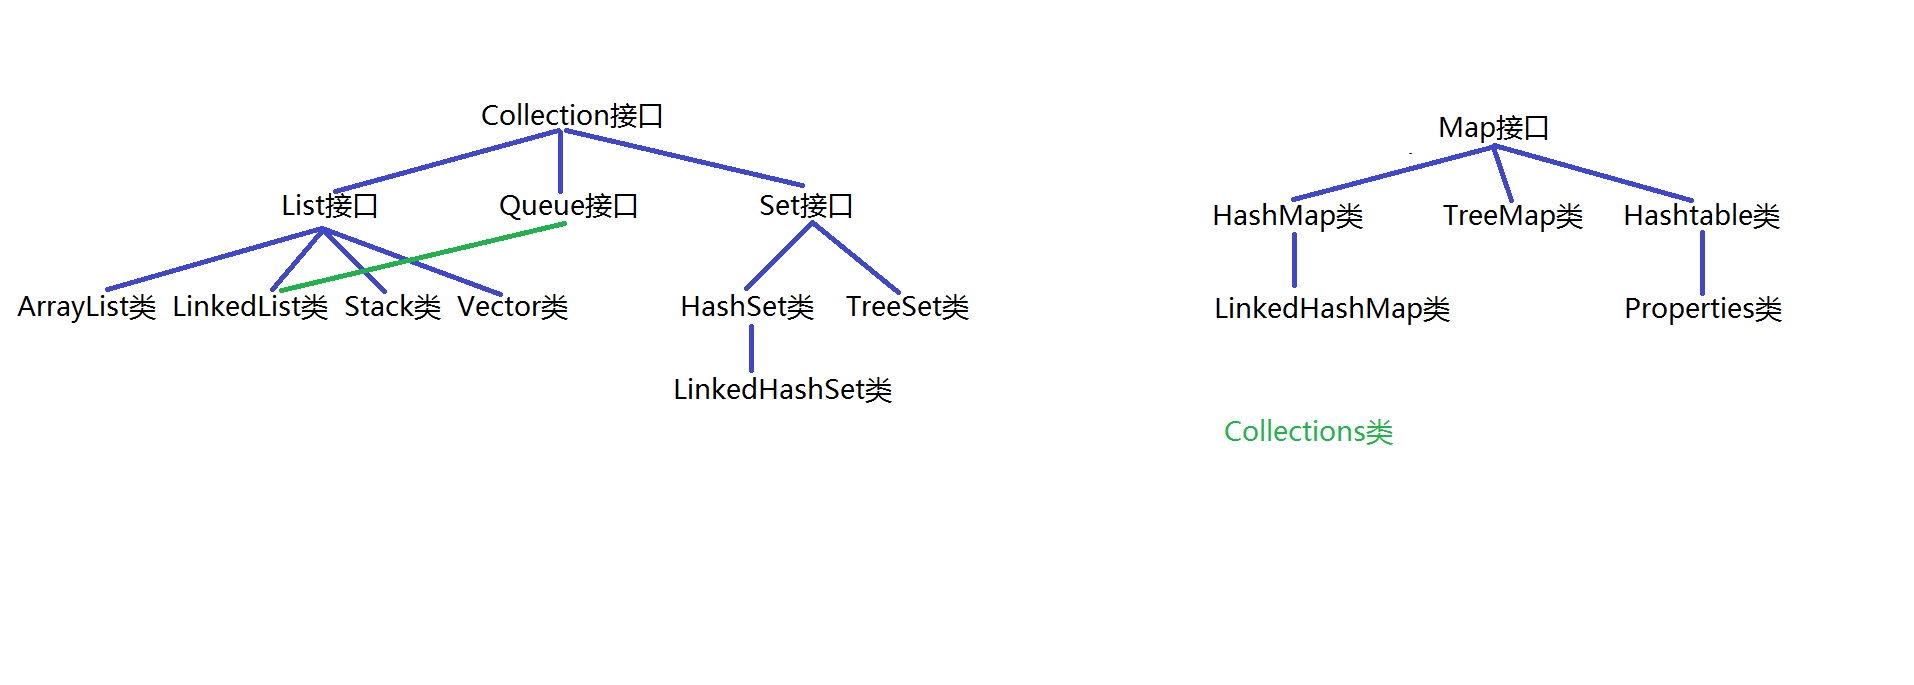 Collection接口
Map接口
List接口
Queue接口
Set接口
HashMap类
TreeMap类
Hashtable类
ArrayList类
LinkedList类
Stack类
Vector类
HashSet类
TreeSet类
LinkedHashMap类
Properties类
LinkedHashSet类
Collections类